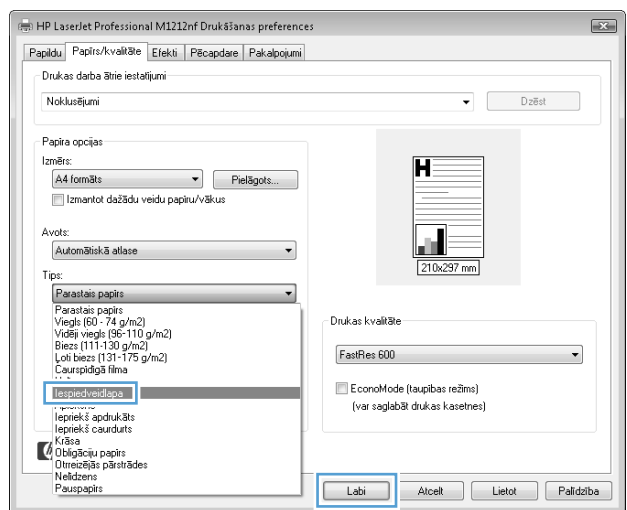 HP LaserJet Professional M1212nf Drukāšanas preferences
Papildu Papīrs/kvalitāte Efekti Pēcapdare Pakalpojumi
Drukas darba ātrie iestatījumi
Noklusējumi
Dzēst
Papīra opcijas
Izmērs:
A4 formāts
Pielāgots...
Izmantot dažādu veidu papīru/vākus
Avots:
Automātiskā atlase
Tips:
Parastais papīrs
Parastais papīrs
Viegls (60 - 74 g/m2)
Vidēji viegls (96-110 g/m2)
Biezs (111-130 g/m2)
Ļoti biezs (131-175 g/m2)
Caurspīdīgā filma
Iespiedveidlapa
Iepriekš apdrukāts
Iepriekš caurdurts
Krāsa
Obligāciju papīrs
Otrreizējās pārstrādes
Nelīdzens
Pauspapīrs
H
210x297 mm
Drukas kvalitāte
FastRes 600
EconoMode (taupības režīms)
(var saglabāt drukas kasetnes)
Labi Atcelt Lietot Palīdzība